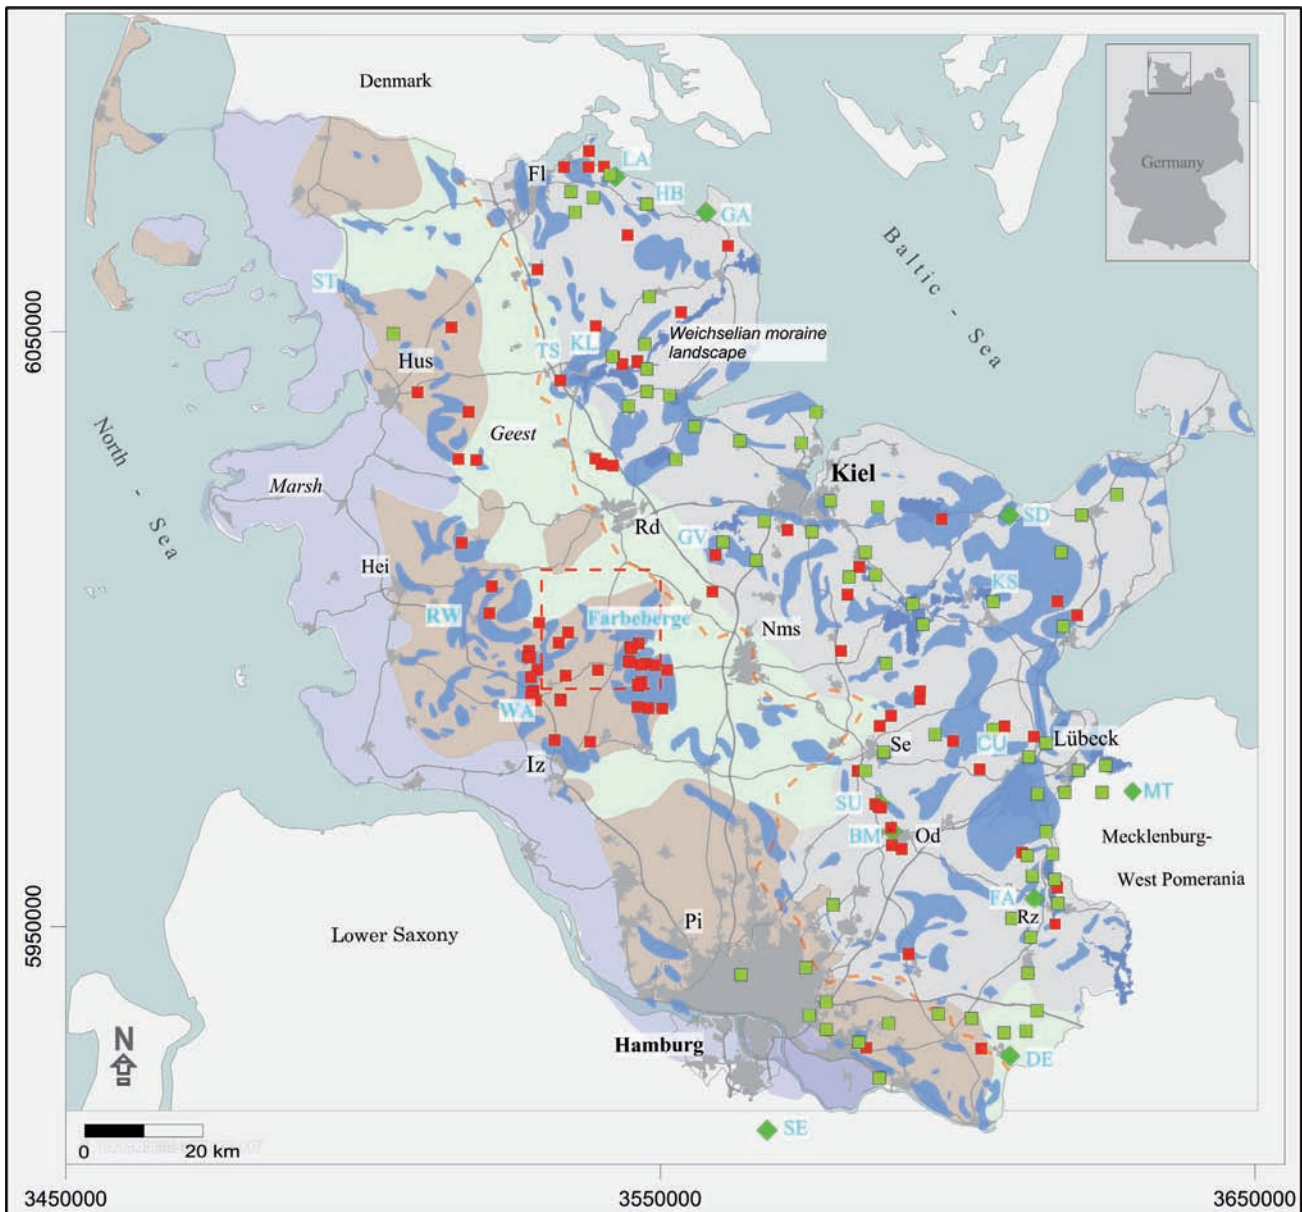 Denmark
Germany
Fl
LA
HB
GA
Baltic - Sea
ST
6050000
Weichselian moraine
landscape
TS
KL
Hus
North - Sea
Geest
Marsh
Kiel
Rd
SD
GV
Hei
KS
RW
Färbeberge
Nms
WA
Se
CU
Lübeck
Iz
SU
MT
BM
Od
Mecklenburg-
West Pomerania
FA
Rz
Pi
Lower Saxony
5950000
N
Hamburg
DE
SE
0
20 km
3450000
3550000
3650000